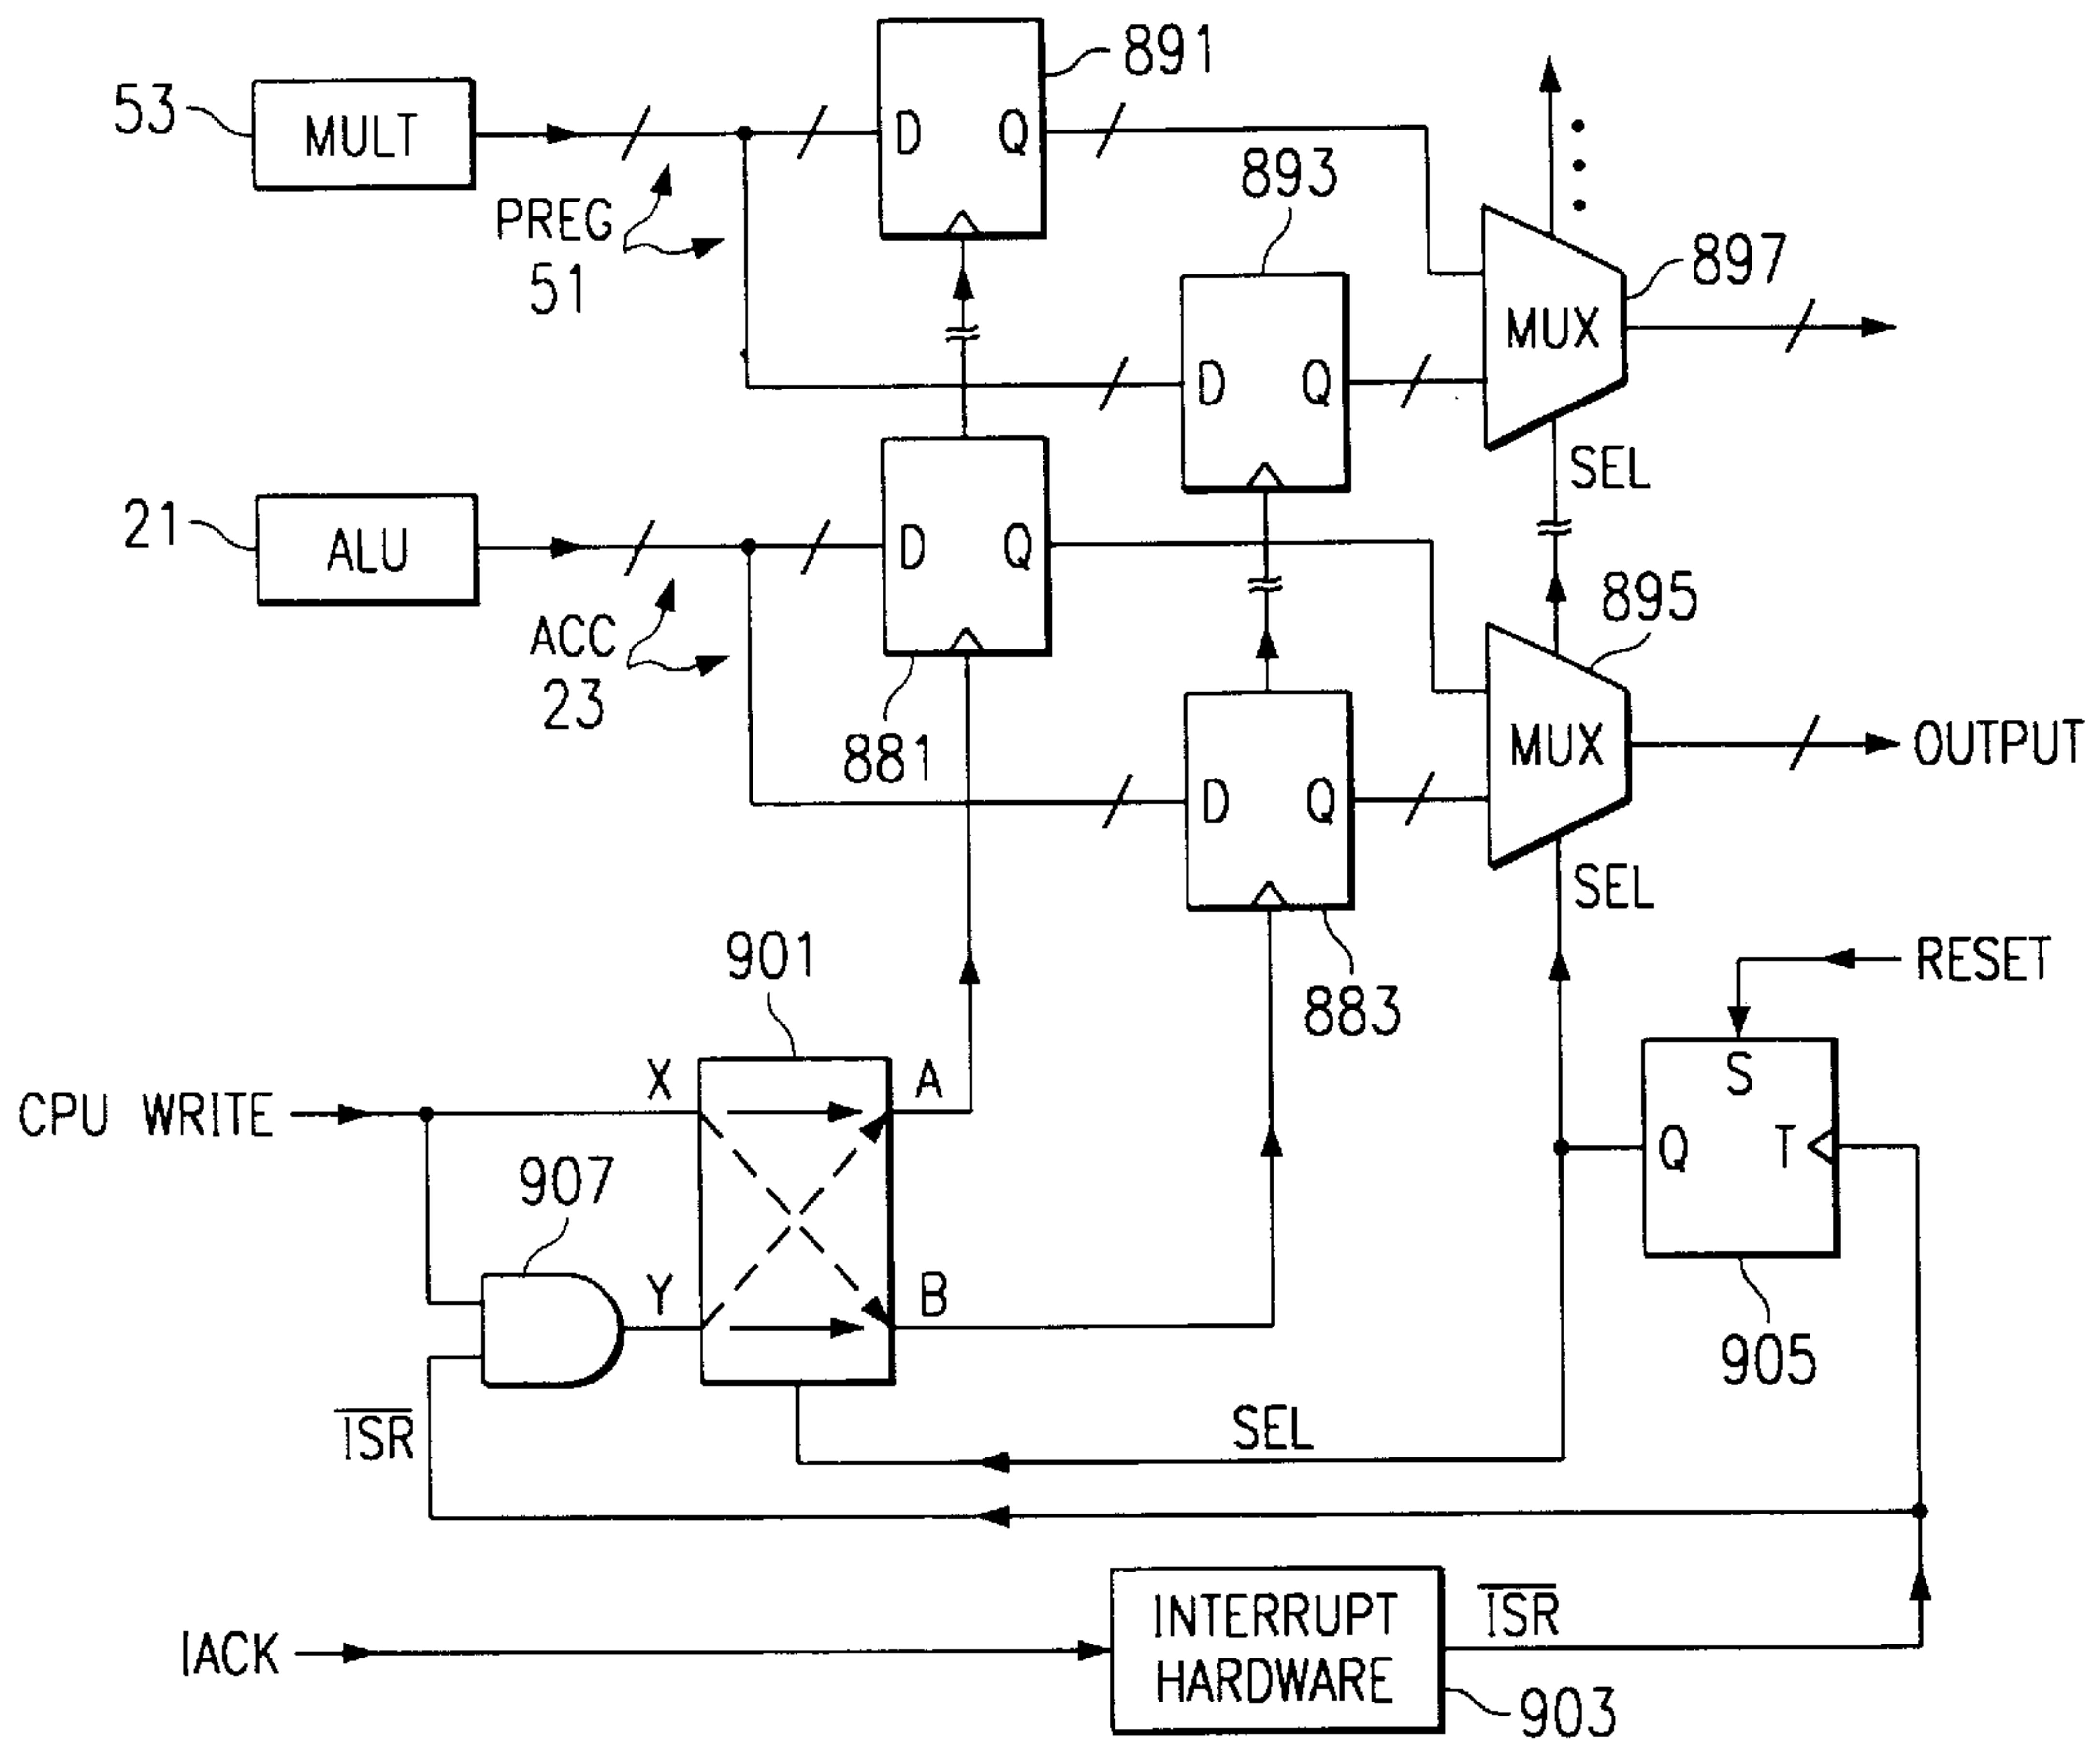 891
53
MULT
D
Q
893
PREG
51
897
MUX
D
Q
SEL
21
ALU
D
Q
895
ACC
23
881
MUX
OUTPUT
D
Q
SEL
901
RESET
883
X
A
S
CPU WRITE
Q
T
907
Y
B
905
ISR
SEL
INTERRUPT
HARDWARE
ISR
IACK
903